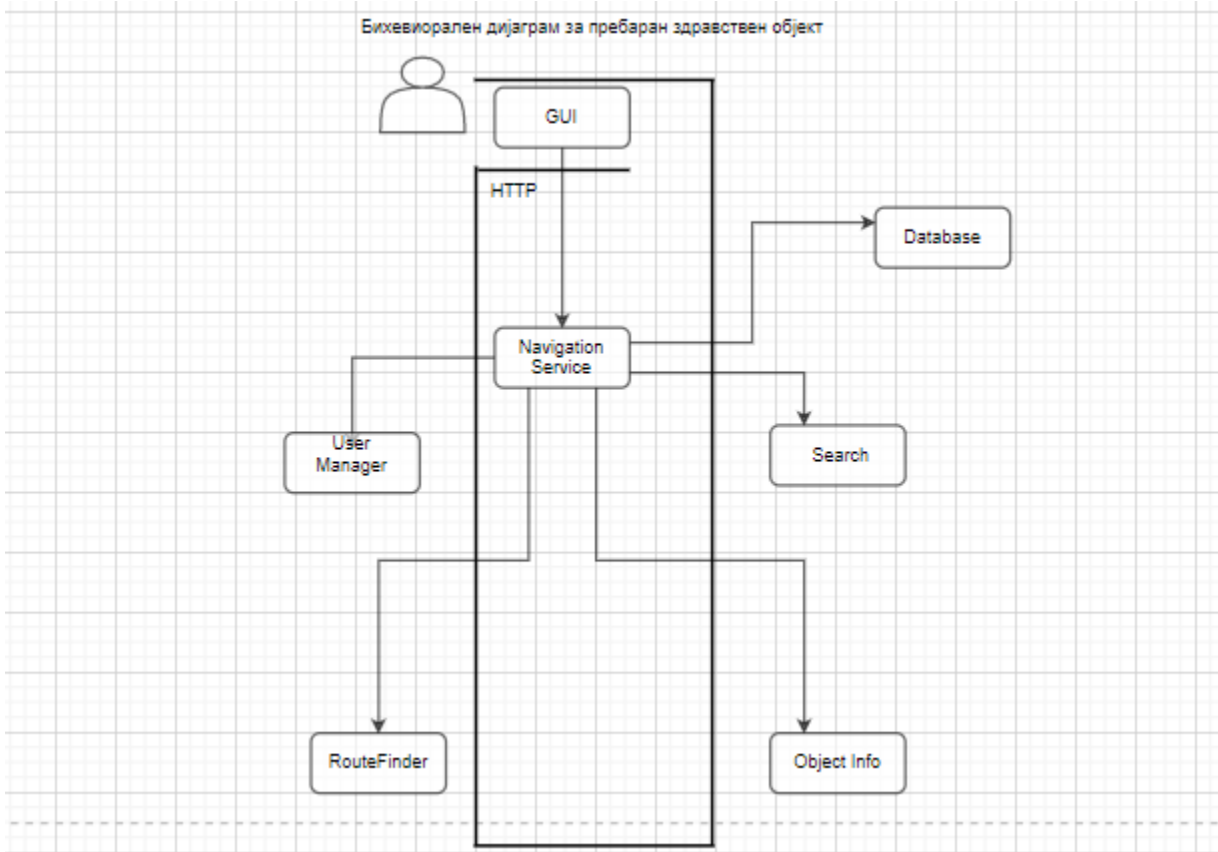 Бихевиорален дијаграм за пребаран здравствен објект
GUI
HTTP
Database
Navigation
Service
User
Manager
Search
RouteFinder
Object Info